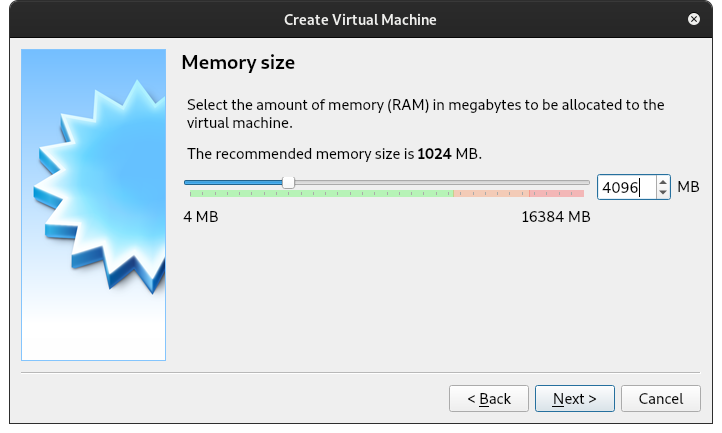 Create Virtual Machine
Memory size
Select the amount of memory (RAM) in megabytes to be allocated to the
virtual machine.
The recommended memory size is 1024 MB.
4096 MB
4 MB 16384 MB
< Back Next > Cancel